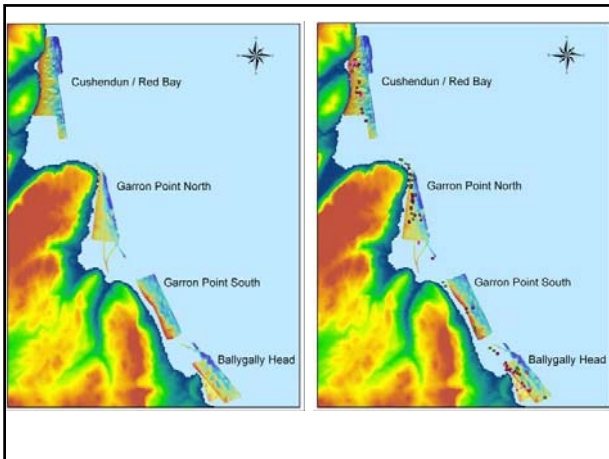 Cushendun / Red Bay
Garron Point North
Garron Point South
Ballygally Head
Cushendun / Red Bay
Garron Point North
Garron Point South
Ballygally Head